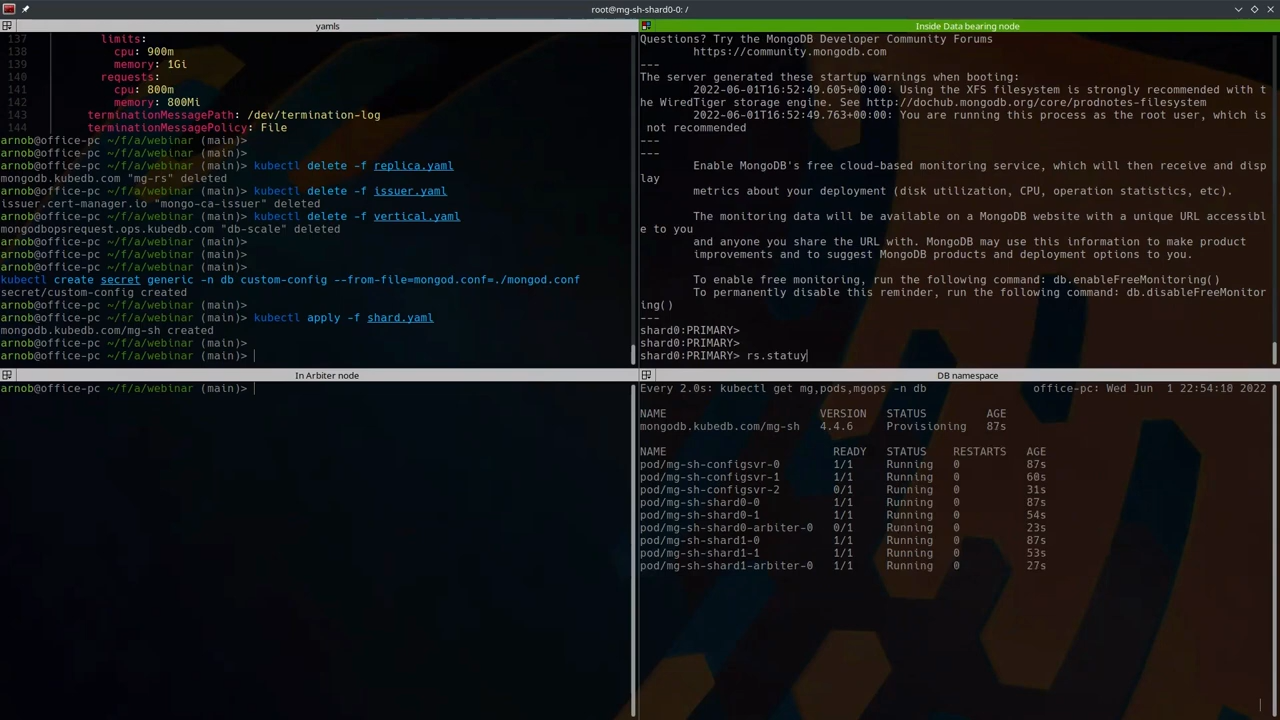 root@mg-sh-shard0-0: /
yamls
137         limits:
138           cpu: 900m
139           memory: 1Gi
140         requests:
141           cpu: 800m
142           memory: 800Mi
143       terminationMessagePath: /dev/termination-log
144       terminationMessagePolicy: File
arnob@office-pc ~/f/a/webinar (main)>
arnob@office-pc ~/f/a/webinar (main)>
arnob@office-pc ~/f/a/webinar (main)> kubectl delete -f replica.yaml
mongodb.kubedb.com "mg-rs" deleted
arnob@office-pc ~/f/a/webinar (main)> kubectl delete -f issuer.yaml
issuer.cert-manager.io "mongo-ca-issuer" deleted
arnob@office-pc ~/f/a/webinar (main)> kubectl delete -f vertical.yaml
mongodbopsrequest.ops.kubedb.com "db-scale" deleted
arnob@office-pc ~/f/a/webinar (main)>
arnob@office-pc ~/f/a/webinar (main)>
arnob@office-pc ~/f/a/webinar (main)>
kubectl create secret generic -n db custom-config --from-file=mongod.conf=./mongod.conf
secret/custom-config created
arnob@office-pc ~/f/a/webinar (main)>
arnob@office-pc ~/f/a/webinar (main)> kubectl apply -f shard.yaml
mongodb.kubedb.com/mg-sh created
arnob@office-pc ~/f/a/webinar (main)>
arnob@office-pc ~/f/a/webinar (main)>
Inside Data bearing node
Questions? Try the MongoDB Developer Community Forums
https://community.mongodb.com
---
The server generated these startup warnings when booting:
2022-06-01T16:52:49.605+00:00: Using the XFS filesystem is strongly recommended with t
he WiredTiger storage engine. See http://dochub.mongodb.org/core/prodnotes-filesystem
2022-06-01T16:52:49.763+00:00: You are running this process as the root user, which is
not recommended
---
---
Enable MongoDB's free cloud-based monitoring service, which will then receive and disp
lay
metrics about your deployment (disk utilization, CPU, operation statistics, etc).
The monitoring data will be available on a MongoDB website with a unique URL accessibl
e to you
and anyone you share the URL with. MongoDB may use this information to make product
improvements and to suggest MongoDB products and deployment options to you.
To enable free monitoring, run the following command: db.enableFreeMonitoring()
To permanently disable this reminder, run the following command: db.disableFreeMonitor
ing()
---
shard0:PRIMARY>
shard0:PRIMARY>
shard0:PRIMARY> rs.statuy
In Arbiter node
arnob@office-pc ~/f/a/webinar (main)>
DB namespace
Every 2.0s: kubectl get mg,pods,mgops -n db office-pc: Wed Jun  1 22:54:10 2022
NAME VERSION STATUS AGE
mongodb.kubedb.com/mg-sh 4.4.6 Provisioning 87s
NAME READY STATUS RESTARTS AGE
pod/mg-sh-configsvr-0 1/1 Running 0 87s
pod/mg-sh-configsvr-1 1/1 Running 0 60s
pod/mg-sh-configsvr-2 0/1 Running 0 31s
pod/mg-sh-shard0-0 1/1 Running 0 87s
pod/mg-sh-shard0-1 1/1 Running 0 54s
pod/mg-sh-shard0-arbiter-0 0/1 Running 0 23s
pod/mg-sh-shard1-0 1/1 Running 0 87s
pod/mg-sh-shard1-1 1/1 Running 0 53s
pod/mg-sh-shard1-arbiter-0 1/1 Running 0 27s